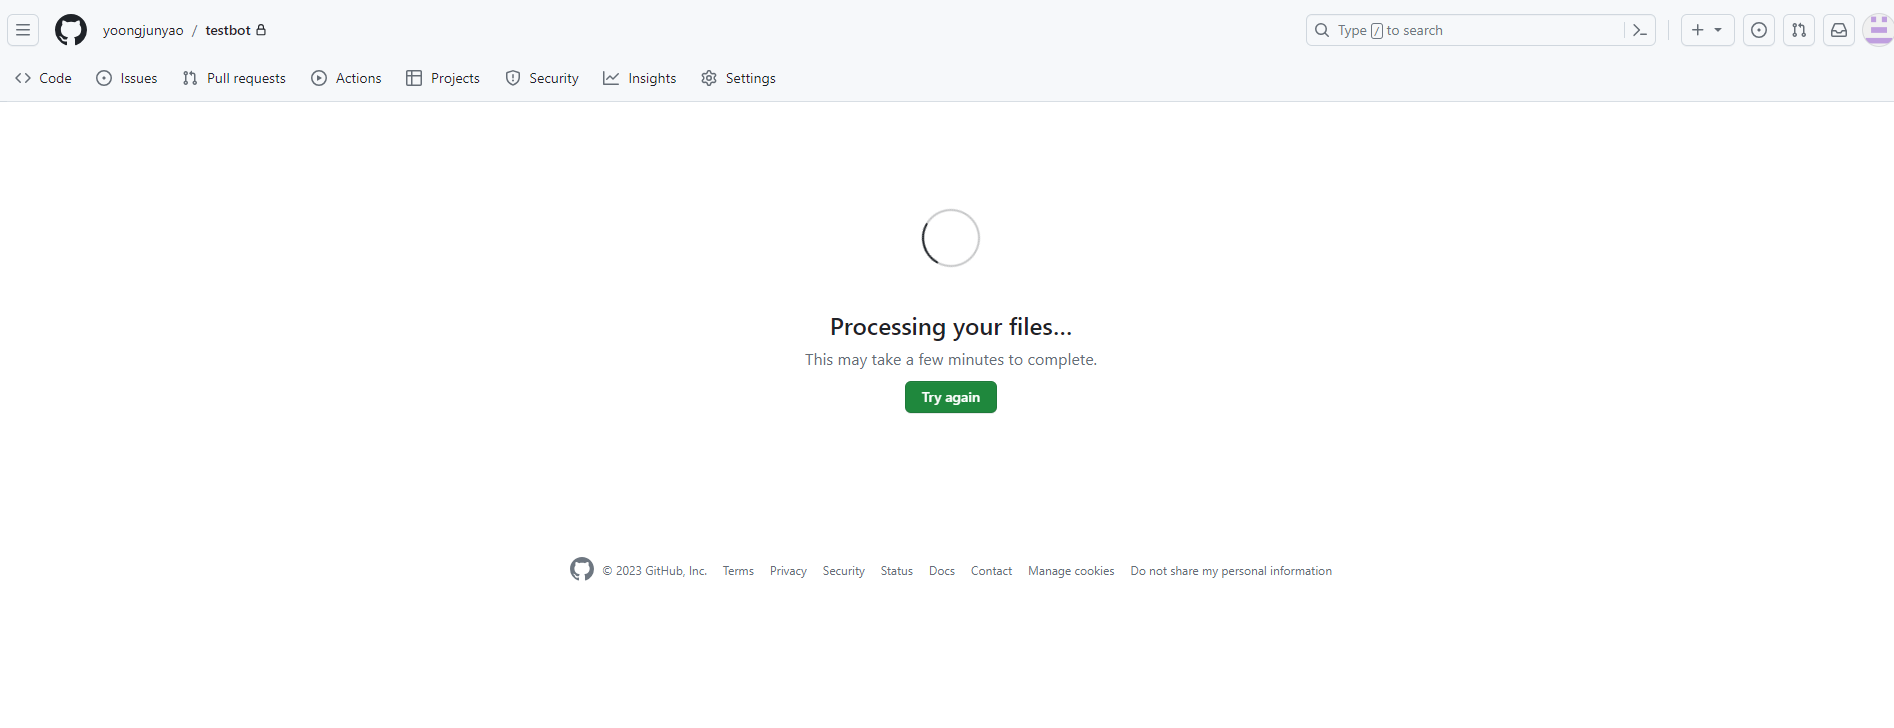 yoongjunyao / testbot
Type / to search
Code Issues Pull requests Actions Projects Security Insights Settings
Processing your files…
This may take a few minutes to complete.
Try again
© 2023 GitHub, Inc. Terms Privacy Security Status Docs Contact Manage cookies Do not share my personal information